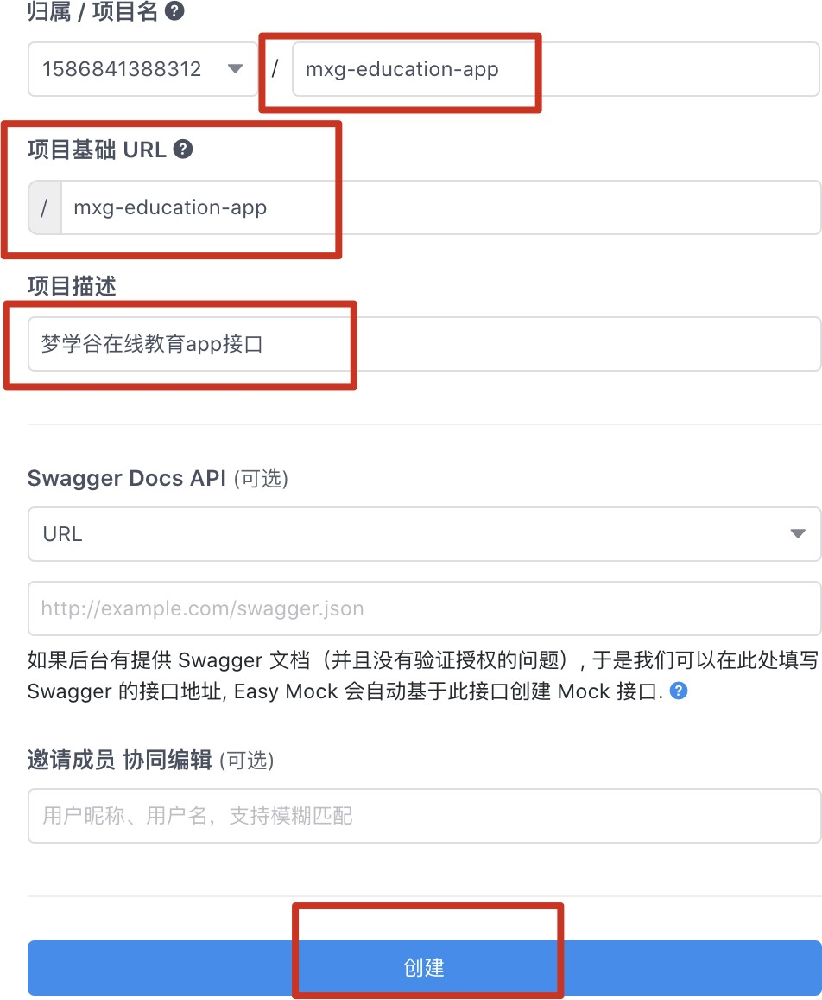 归属 / 项目名 ?
1586841388312 / mxg-education-app
项目基础 URL ?
/ mxg-education-app
项目描述
梦学谷在线教育app接口
Swagger Docs API (可选)
URL
http://example.com/swagger.json
如果后台有提供 Swagger 文档（并且没有验证授权的问题）, 于是我们可以在此处填写
Swagger 的接口地址, Easy Mock 会自动基于此接口创建 Mock 接口. ?
邀请成员 协同编辑 (可选)
用户昵称、用户名，支持模糊匹配
创建